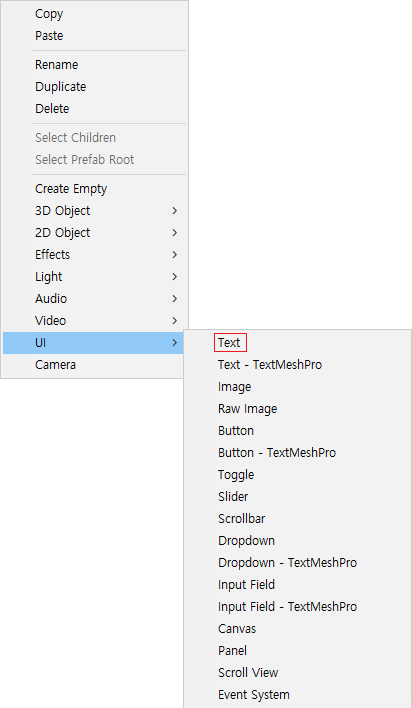 Copy
Paste
Rename
Duplicate
Delete
Select Children
Select Prefab Root
Create Empty
3D Object
2D Object
Effects
Light
Audio
Video
UI
Camera
Text
Text - TextMeshPro
Image
Raw Image
Button
Button - TextMeshPro
Toggle
Slider
Scrollbar
Dropdown
Dropdown - TextMeshPro
Input Field
Input Field - TextMeshPro
Canvas
Panel
Scroll View
Event System